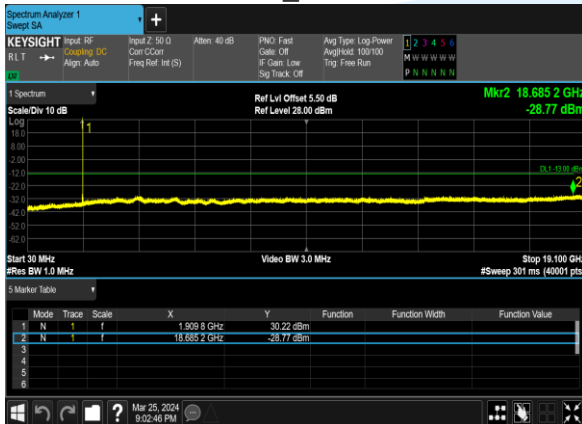 Spectrum Analyzer 1
Swept SA
+
KEYSIGHT
RLT
Input: RF
Coupling: DC
Align: Auto
Input Z: 50 Ω
Corr CCorr
Freq Ref: Int (S)
Atten: 40 dB
PNO: Fast
Gate: Off
IF Gain: Low
Sig Track: Off
Avg Type: Log-Power
Avg|Hold: 100/100
Trig: Free Run
1 2 3 4 5 6
M W W W W W
P N N N N N
1 Spectrum
Scale/Div 10 dB
Ref Lvl Offset 5.50 dB
Ref Level 28.00 dBm
Mkr2 18.685 2 GHz
-28.77 dBm
Log
1
18.0
8.00
-2.00
DL1 -13.00 dBm
-12.0
2
-22.0
-32.0
-42.0
-52.0
-62.0
Start 30 MHz
#Res BW 1.0 MHz
Video BW 3.0 MHz
Stop 19.100 GHz
#Sweep 301 ms (40001 pts
5 Marker Table
Mode Trace Scale X Y Function Function Width Function Value
1 N 1 f 1.909 8 GHz 30.22 dBm
2 N 1 f 18.685 2 GHz -28.77 dBm
3
4
5
6
?
Mar 25, 2024
9:02:46 PM